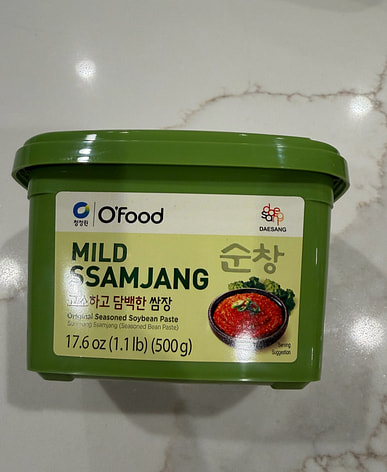 청정원
O'Food
daesang
DAESANG
MILD
SSAMJANG
순창
고소하고 담백한 쌈장
Original Seasoned Soybean Paste
Sunchang Ssamjang (Seasoned Bean Paste)
17.6 oz (1.1 lb) (500 g)
Serving
Suggestion